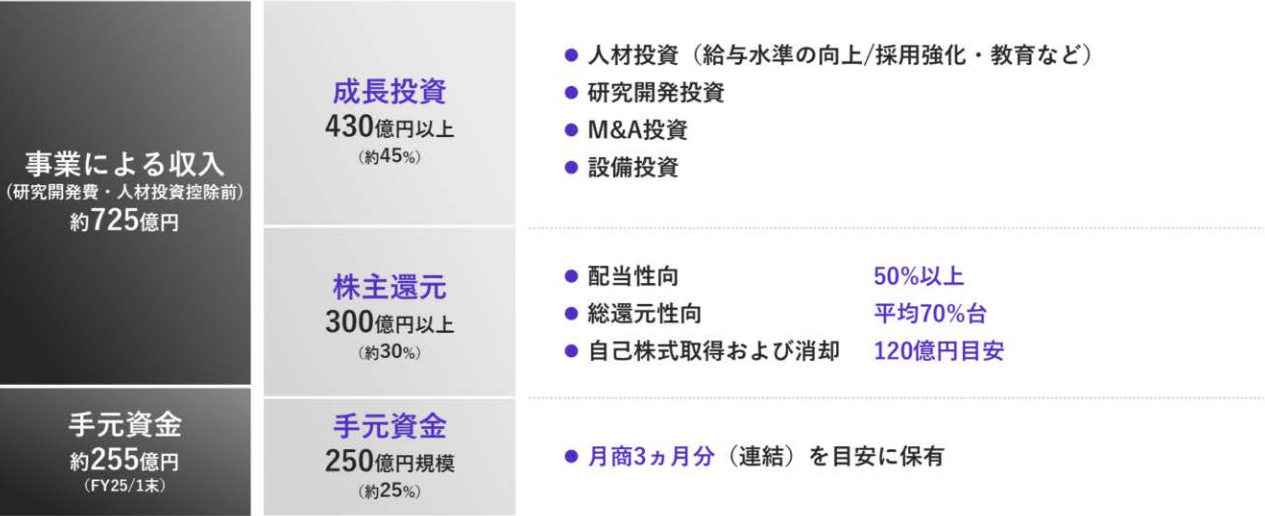 事業による収入
(研究開発費・人材投資控除前)
約725億円
手元資金
約255億円
(FY25/1末)
成長投資
430億円以上
(約45%)
株主還元
300億円以上
(約30%)
手元資金
250億円規模
(約25%)
● 人材投資（給与水準の向上/採用強化・教育など）
● 研究開発投資
● M&A投資
● 設備投資
● 配当性向 50%以上
● 総還元性向 平均70%台
● 自己株式取得および消却 120億円目安
● 月商3ヵ月分（連結）を目安に保有